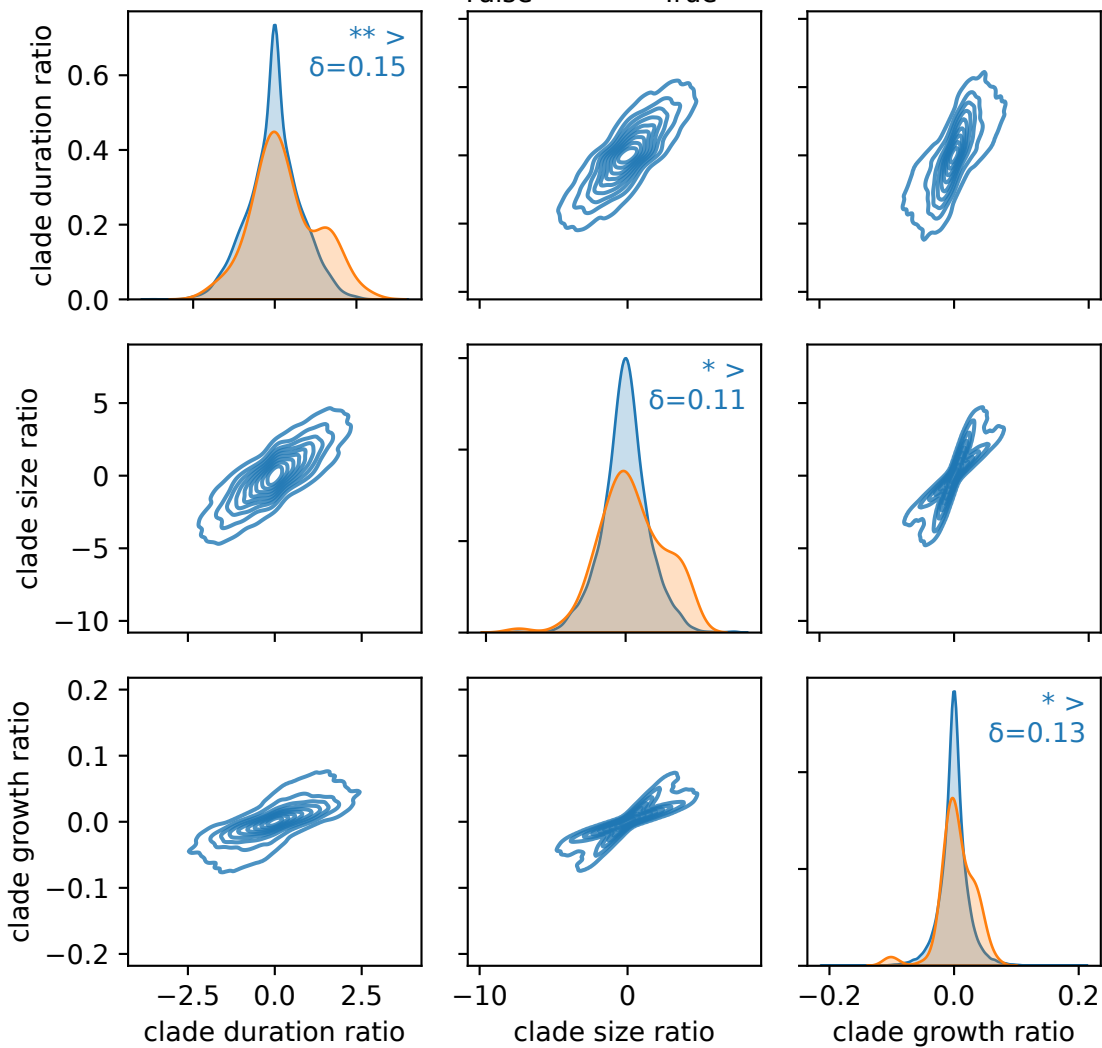 True
clade duration ratio
0.6
0.4
0.2
0.0
** >
δ=0.15
clade size ratio
5
0
−5
−10
* >
δ=0.11
clade growth ratio
0.2
0.1
0.0
−0.1
−0.2
* >
δ=0.13
−2.5 0.0 2.5
−10 0
−0.2 0.0 0.2
clade duration ratio
clade size ratio
clade growth ratio